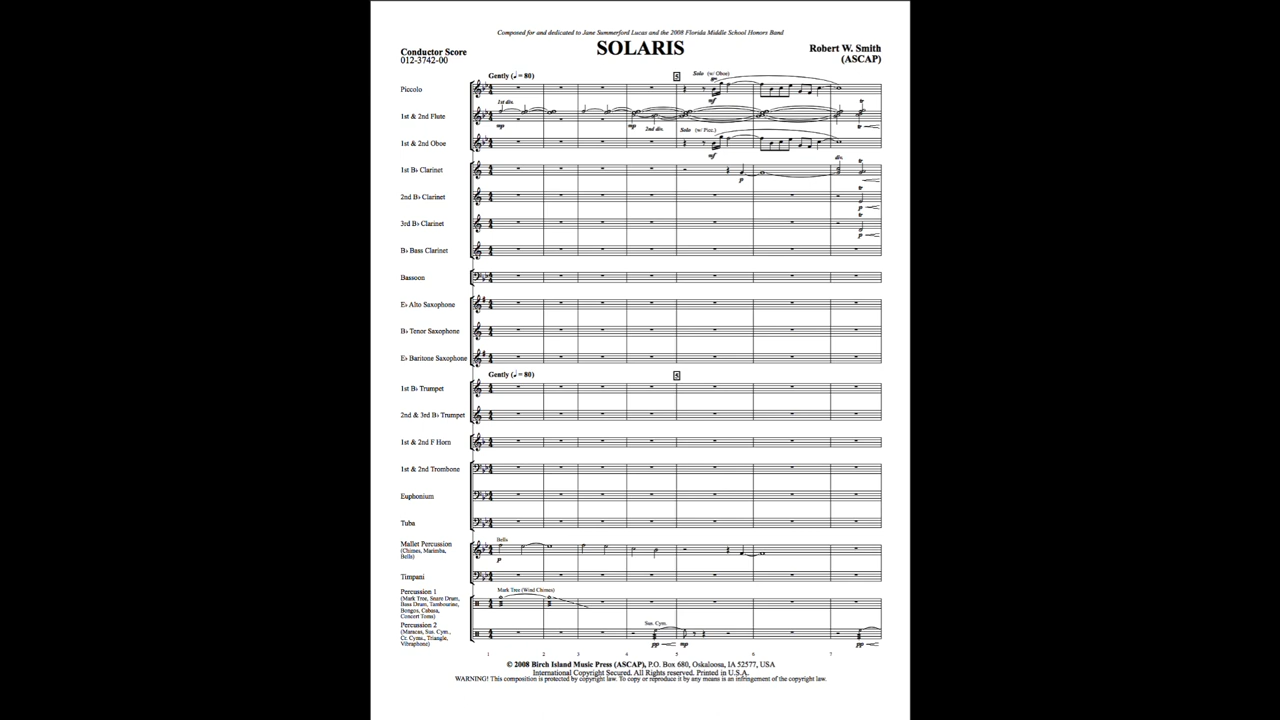 Composed for and dedicated to Jane Summerford Lucas and the 2008 Florida Middle School Honors Band
SOLARIS
Conductor Score
012-3742-00
Robert W. Smith
(ASCAP)
Gently (♩ = 80)
5
Solo (w/ Oboe)
Piccolo
mf
1st div.
1st & 2nd Flute
mp
mp
2nd div.
tr
Solo (w/ Picc.)
1st & 2nd Oboe
mf
div.
tr
1st B♭ Clarinet
p
tr
2nd B♭ Clarinet
p
tr
3rd B♭ Clarinet
p
B♭ Bass Clarinet
Bassoon
E♭ Alto Saxophone
B♭ Tenor Saxophone
E♭ Baritone Saxophone
Gently (♩ = 80)
5
1st B♭ Trumpet
2nd & 3rd B♭ Trumpet
1st & 2nd F Horn
1st & 2nd Trombone
Euphonium
Tuba
Mallet Percussion
(Chimes, Marimba,
Bells)
Bells
p
Timpani
Percussion 1
(Mark Tree, Snare Drum,
Bass Drum, Tambourine,
Bongos, Cabasa,
Concert Toms)
Mark Tree (Wind Chimes)
Percussion 2
(Maracas, Sus. Cym.,
Cr. Cyms., Triangle,
Vibraphone)
Sus. Cym.
pp mp pp
1 2 3 4 5 6 7
© 2008 Birch Island Music Press (ASCAP), P.O. Box 680, Oskaloosa, IA 52577, USA
International Copyright Secured. All Rights reserved. Printed in U.S.A.
WARNING! This composition is protected by copyright law. To copy or reproduce it by any means is an infringement of the copyright law.